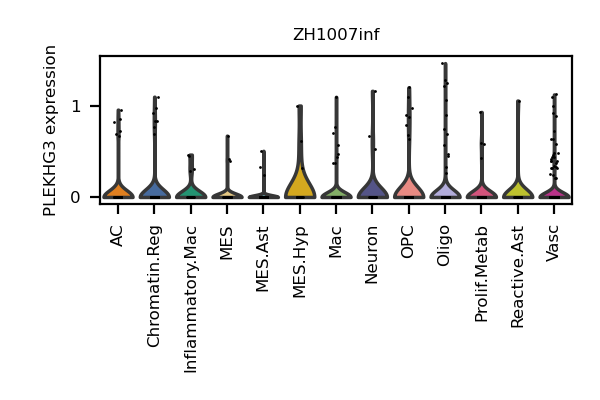 ZH1007inf
PLEKHG3 expression
1
0
AC
Chromatin.Reg
Inflammatory.Mac
MES
MES.Ast
MES.Hyp
Mac
Neuron
OPC
Oligo
Prolif.Metab
Reactive.Ast
Vasc